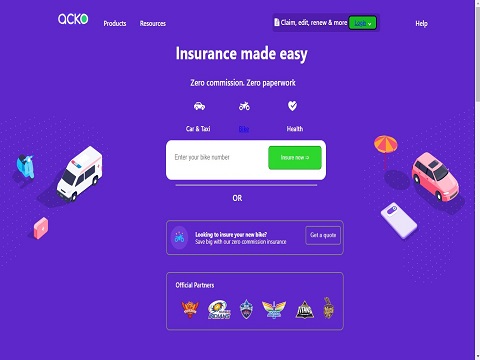 ACKO
Products
Resources
Claim, edit, renew & more
Login
Help
Insurance made easy
Zero commission. Zero paperwork
Car & Taxi
Bike
Health
Enter your bike number
Insure now
OR
Looking to insure your new bike?
Save big with our zero commission insurance
Get a quote
Official Partners
INDIANS
TITANS